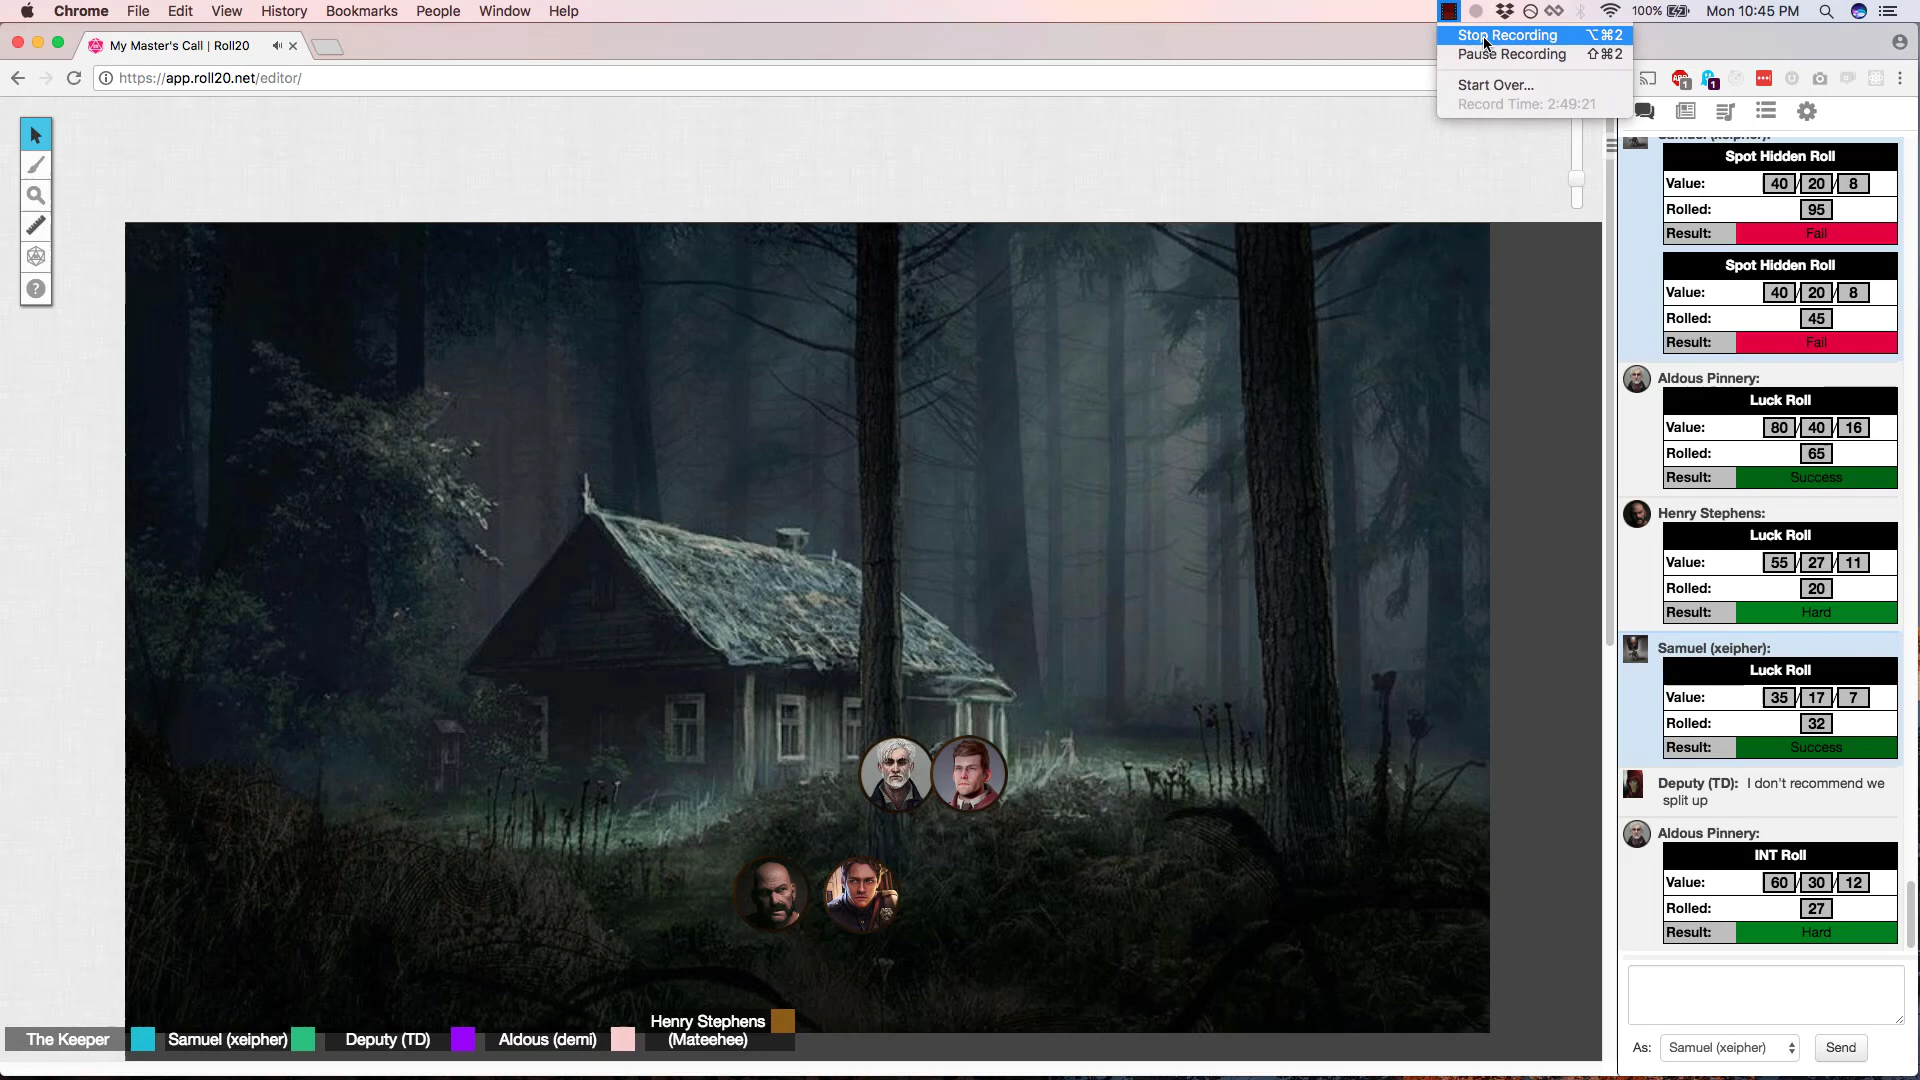 Chrome File Edit View History Bookmarks People Window Help
100% Mon 10:45 PM
My Master's Call | Roll20
https://app.roll20.net/editor/
Stop Recording ⌥⌘2
Pause Recording ⇧⌘2
Start Over...
Record Time: 2:49:21
Samuel (xeipher):
Spot Hidden Roll
Value: 40 / 20 / 8
Rolled: 95
Result: Fail
Spot Hidden Roll
Value: 40 / 20 / 8
Rolled: 45
Result: Fail
Aldous Pinnery:
Luck Roll
Value: 80 / 40 / 16
Rolled: 65
Result: Success
Henry Stephens:
Luck Roll
Value: 55 / 27 / 11
Rolled: 20
Result: Hard
Samuel (xeipher):
Luck Roll
Value: 35 / 17 / 7
Rolled: 32
Result: Success
Deputy (TD): I don't recommend we
split up
Aldous Pinnery:
INT Roll
Value: 60 / 30 / 12
Rolled: 27
Result: Hard
As: Samuel (xeipher) Send
The Keeper
Samuel (xeipher)
Deputy (TD)
Aldous (demi)
Henry Stephens
(Mateehee)